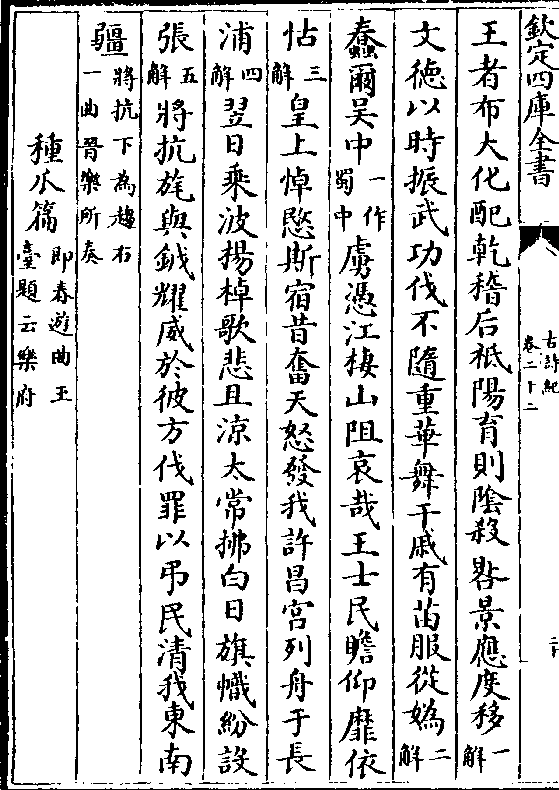 欽定四庫全書
古詩紀
卷二十二
二十
王者布大化配乾稽后祗陽育則陰殺晷景應度移一解
文德以時振武功伐不隨重華舞干戚有苗服從嬀二解
蠢爾吳中一作蜀中虜憑江棲山阻哀哉王士民瞻仰靡依
怙三解皇上悼愍斯宿昔奮天怒發我許昌宮列舟于長
浦四解翌日乘波揚棹歌悲且涼太常拂白日旗幟紛設
張五解將抗旄與鉞耀威於彼方伐罪以弔民清我東南
疆將抗下為趨右一曲晉樂所奏
種瓜篇即春遊曲玉臺題云樂府